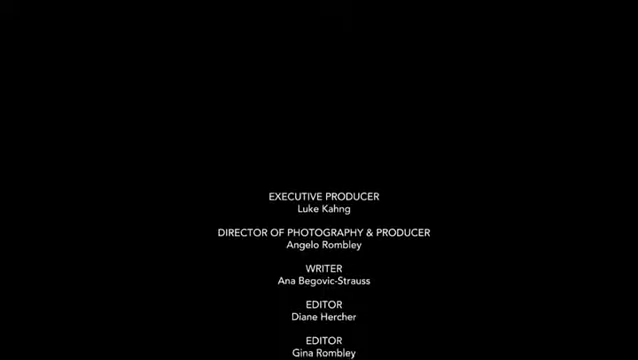 EXECUTIVE PRODUCER
Luke Kahng
DIRECTOR OF PHOTOGRAPHY & PRODUCER
Angelo Rombley
WRITER
Ana Begovic-Strauss
EDITOR
Diane Hercher
EDITOR
Gina Rombley